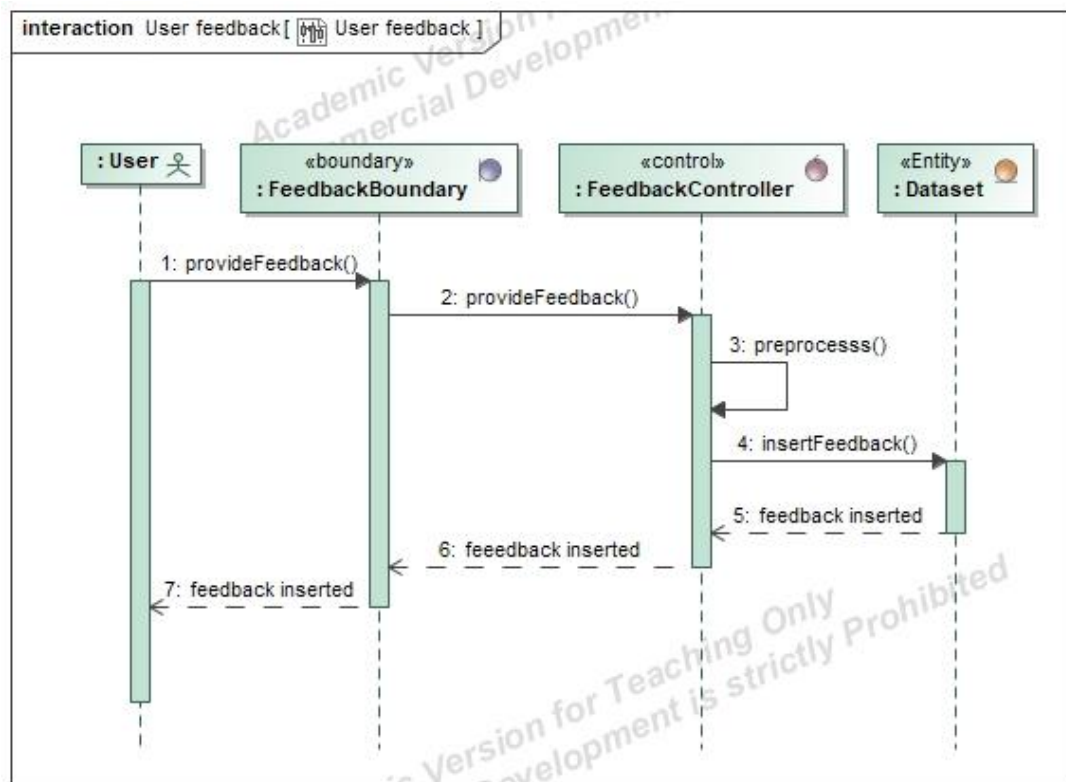 interaction User feedback[ User feedback ]
Academic Version
mmercial Development
: User
«boundary»
: FeedbackBoundary
«control»
: FeedbackController
«Entity»
: Dataset
1: provideFeedback()
2: provideFeedback()
3: preprocesss()
4: insertFeedback()
5: feedback inserted
6: feeedback inserted
7: feedback inserted
Version for Teaching Only
Development is strictly Prohibited